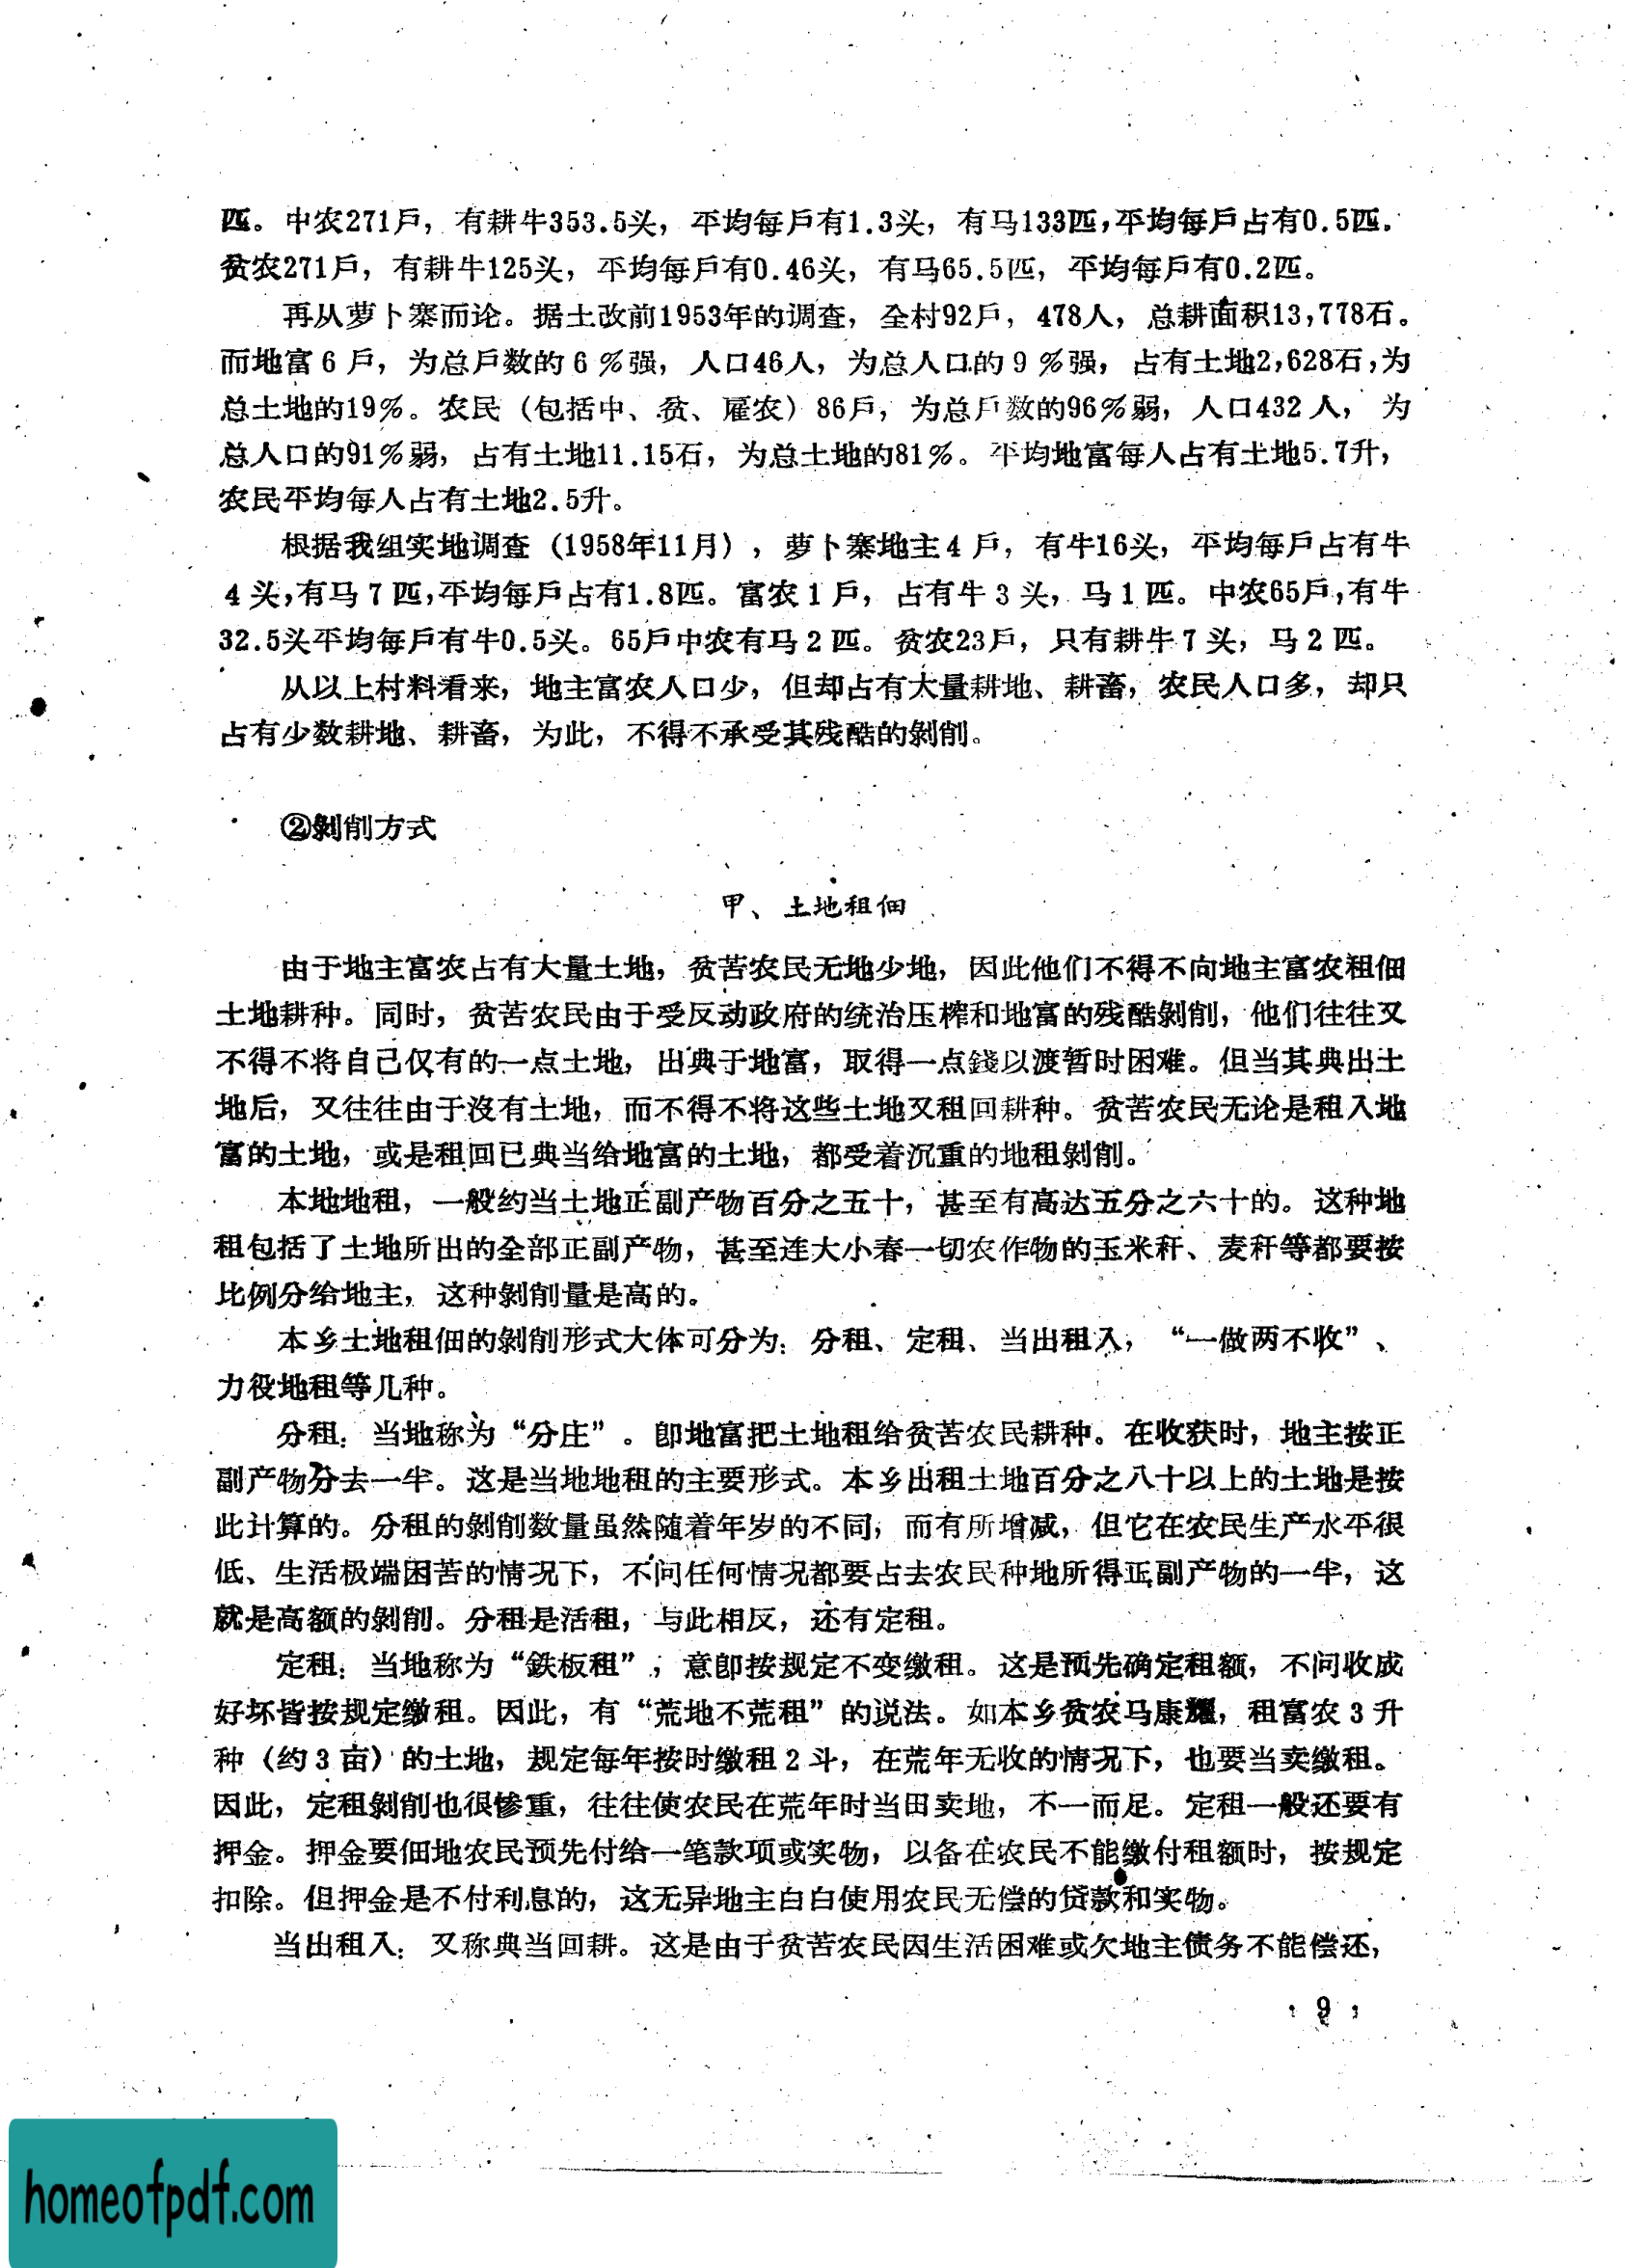 匹。中农271戶，有耕牛353.5头，平均每戶有1.3头，有马133匹，平均每戶占有0.5匹.
贫农271戶，有耕牛125头，平均每戶有0.46头，有马65.5匹，平均每戶有0.2匹。
再从萝卜寨而论。据土改前1953年的调查，全村92戶，478人，总耕面积13,778石。
而地富6戶，为总戶数的6％强，人口46人，为总人口的9％强，占有土地2,628石，为
总土地的19％。农民（包括中、贫、雇农）86戶，为总戶数的96％弱，人口432人，为
总人口的91％弱，占有土地11.15石，为总土地的81％。平均地富每人占有土地5.7升，
农民平均每人占有土地2.5升。
根据我组实地调查（1958年11月），萝卜寨地主4戶，有牛16头，平均每戶占有牛
4头，有马7匹，平均每戶占有1.8匹。富农1戶，占有牛3头，马1匹。中农65戶，有牛
32.5头平均每戶有牛0.5头。65戶中农有马2匹。贫农23戶，只有耕牛7头，马2匹。
从以上村料看来，地主富农人口少，但却占有大量耕地、耕畜，农民人口多，却只
占有少数耕地、耕畜，为此，不得不承受其残酷的剝削。
②剝削方式
甲、土地租佃
由于地主富农占有大量土地，贫苦农民无地少地，因此他们不得不向地主富农租佃
土地耕种。同时，贫苦农民由于受反动政府的统治压榨和地富的残酷剝削，他们往往又
不得不将自己仅有的一点土地，出典于地富，取得一点錢以渡暂时困难。但当其典出土
地后，又往往由于沒有土地，而不得不将这些土地又租回耕种。贫苦农民无论是租入地
富的土地，或是租回已典当给地富的土地，都受着沉重的地租剝削。
本地地租，一般约当土地正副产物百分之五十，甚至有高达五分之六十的。这种地
租包括了土地所出的全部正副产物，甚至连大小春一切农作物的玉米秆、麦秆等都要按
比例分给地主，这种剝削量是高的。
本乡土地租佃的剝削形式大体可分为：分租、定租、当出租入，“一做两不收”、
力役地租等几种。
分租：当地称为“分庄”。卽地富把土地租给贫苦农民耕种。在收获时，地主按正
副产物分去一半。这是当地地租的主要形式。本乡出租土地百分之八十以上的土地是按
此计算的。分租的剝削数量虽然随着年岁的不同，而有所增减，但它在农民生产水平很
低、生活极端困苦的情况下，不问任何情况都要占去农民种地所得正副产物的一半，这
就是高额的剝削。分租是活租，与此相反，还有定租。
定租：当地称为“鉄板租”，意卽按规定不变缴租。这是预先确定租额，不问收成
好坏皆按规定缴租。因此，有“荒地不荒租”的说法。如本乡贫农马康耀，租富农3升
种（约3亩）的土地，规定每年按时缴租2斗，在荒年无收的情况下，也要当卖缴租。
因此，定租剝削也很惨重，往往使农民在荒年时当田卖地，不一而足。定租一般还要有
押金。押金要佃地农民预先付给一笔款项或实物，以备在农民不能缴付租额时，按规定
扣除。但押金是不付利息的，这无异地主白白使用农民无偿的贷款和实物。
当出租入：又称典当回耕。这是由于贫苦农民因生活困难或欠地主债务不能偿还，
·9·
homeofpdf.com